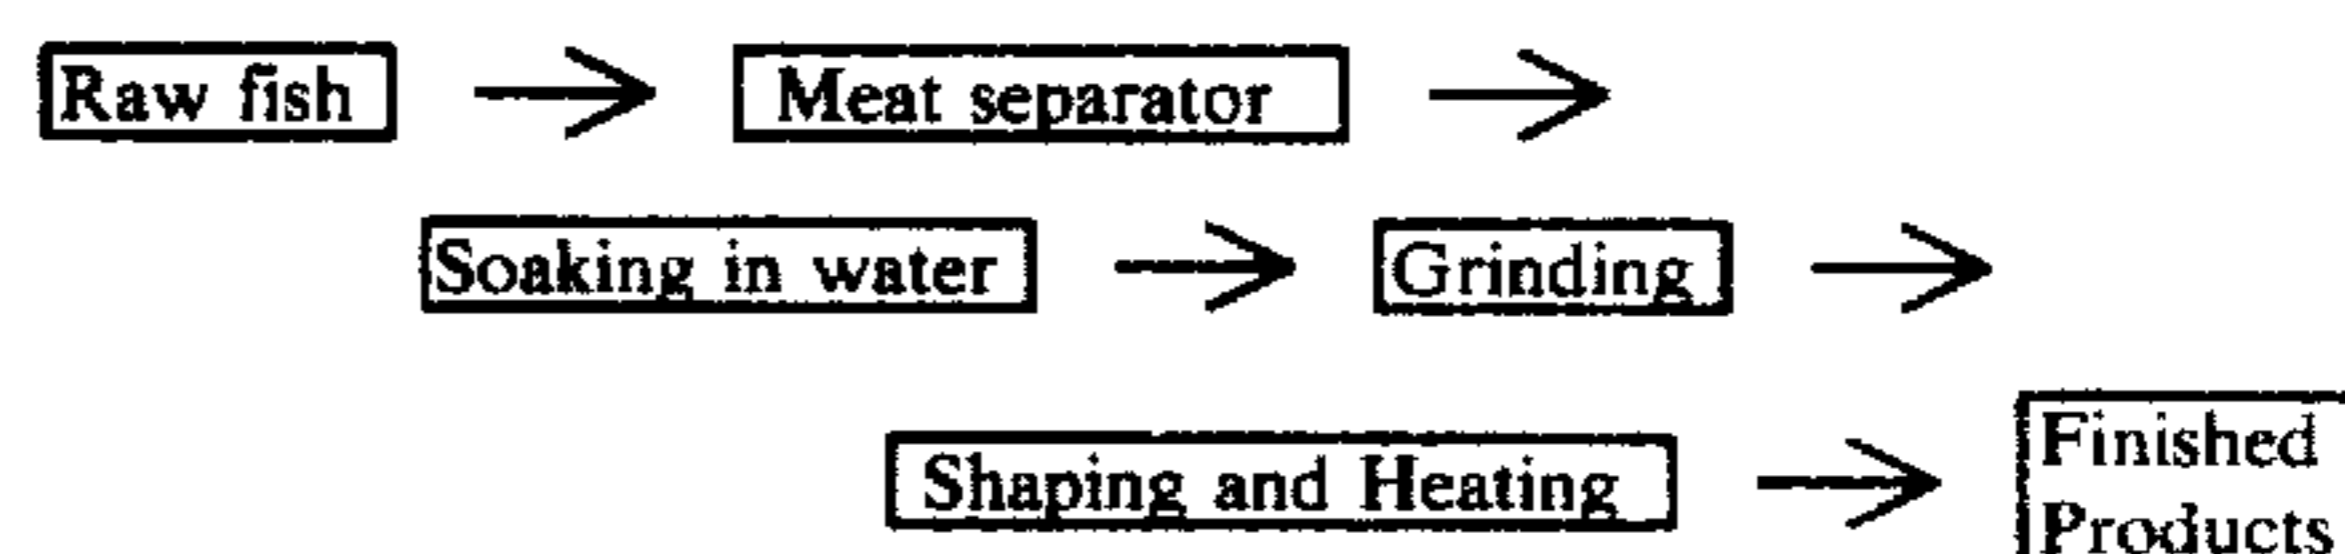 Raw fish
Meat separator
Soaking in water
Grinding
Shaping and Heating
Finished
Products